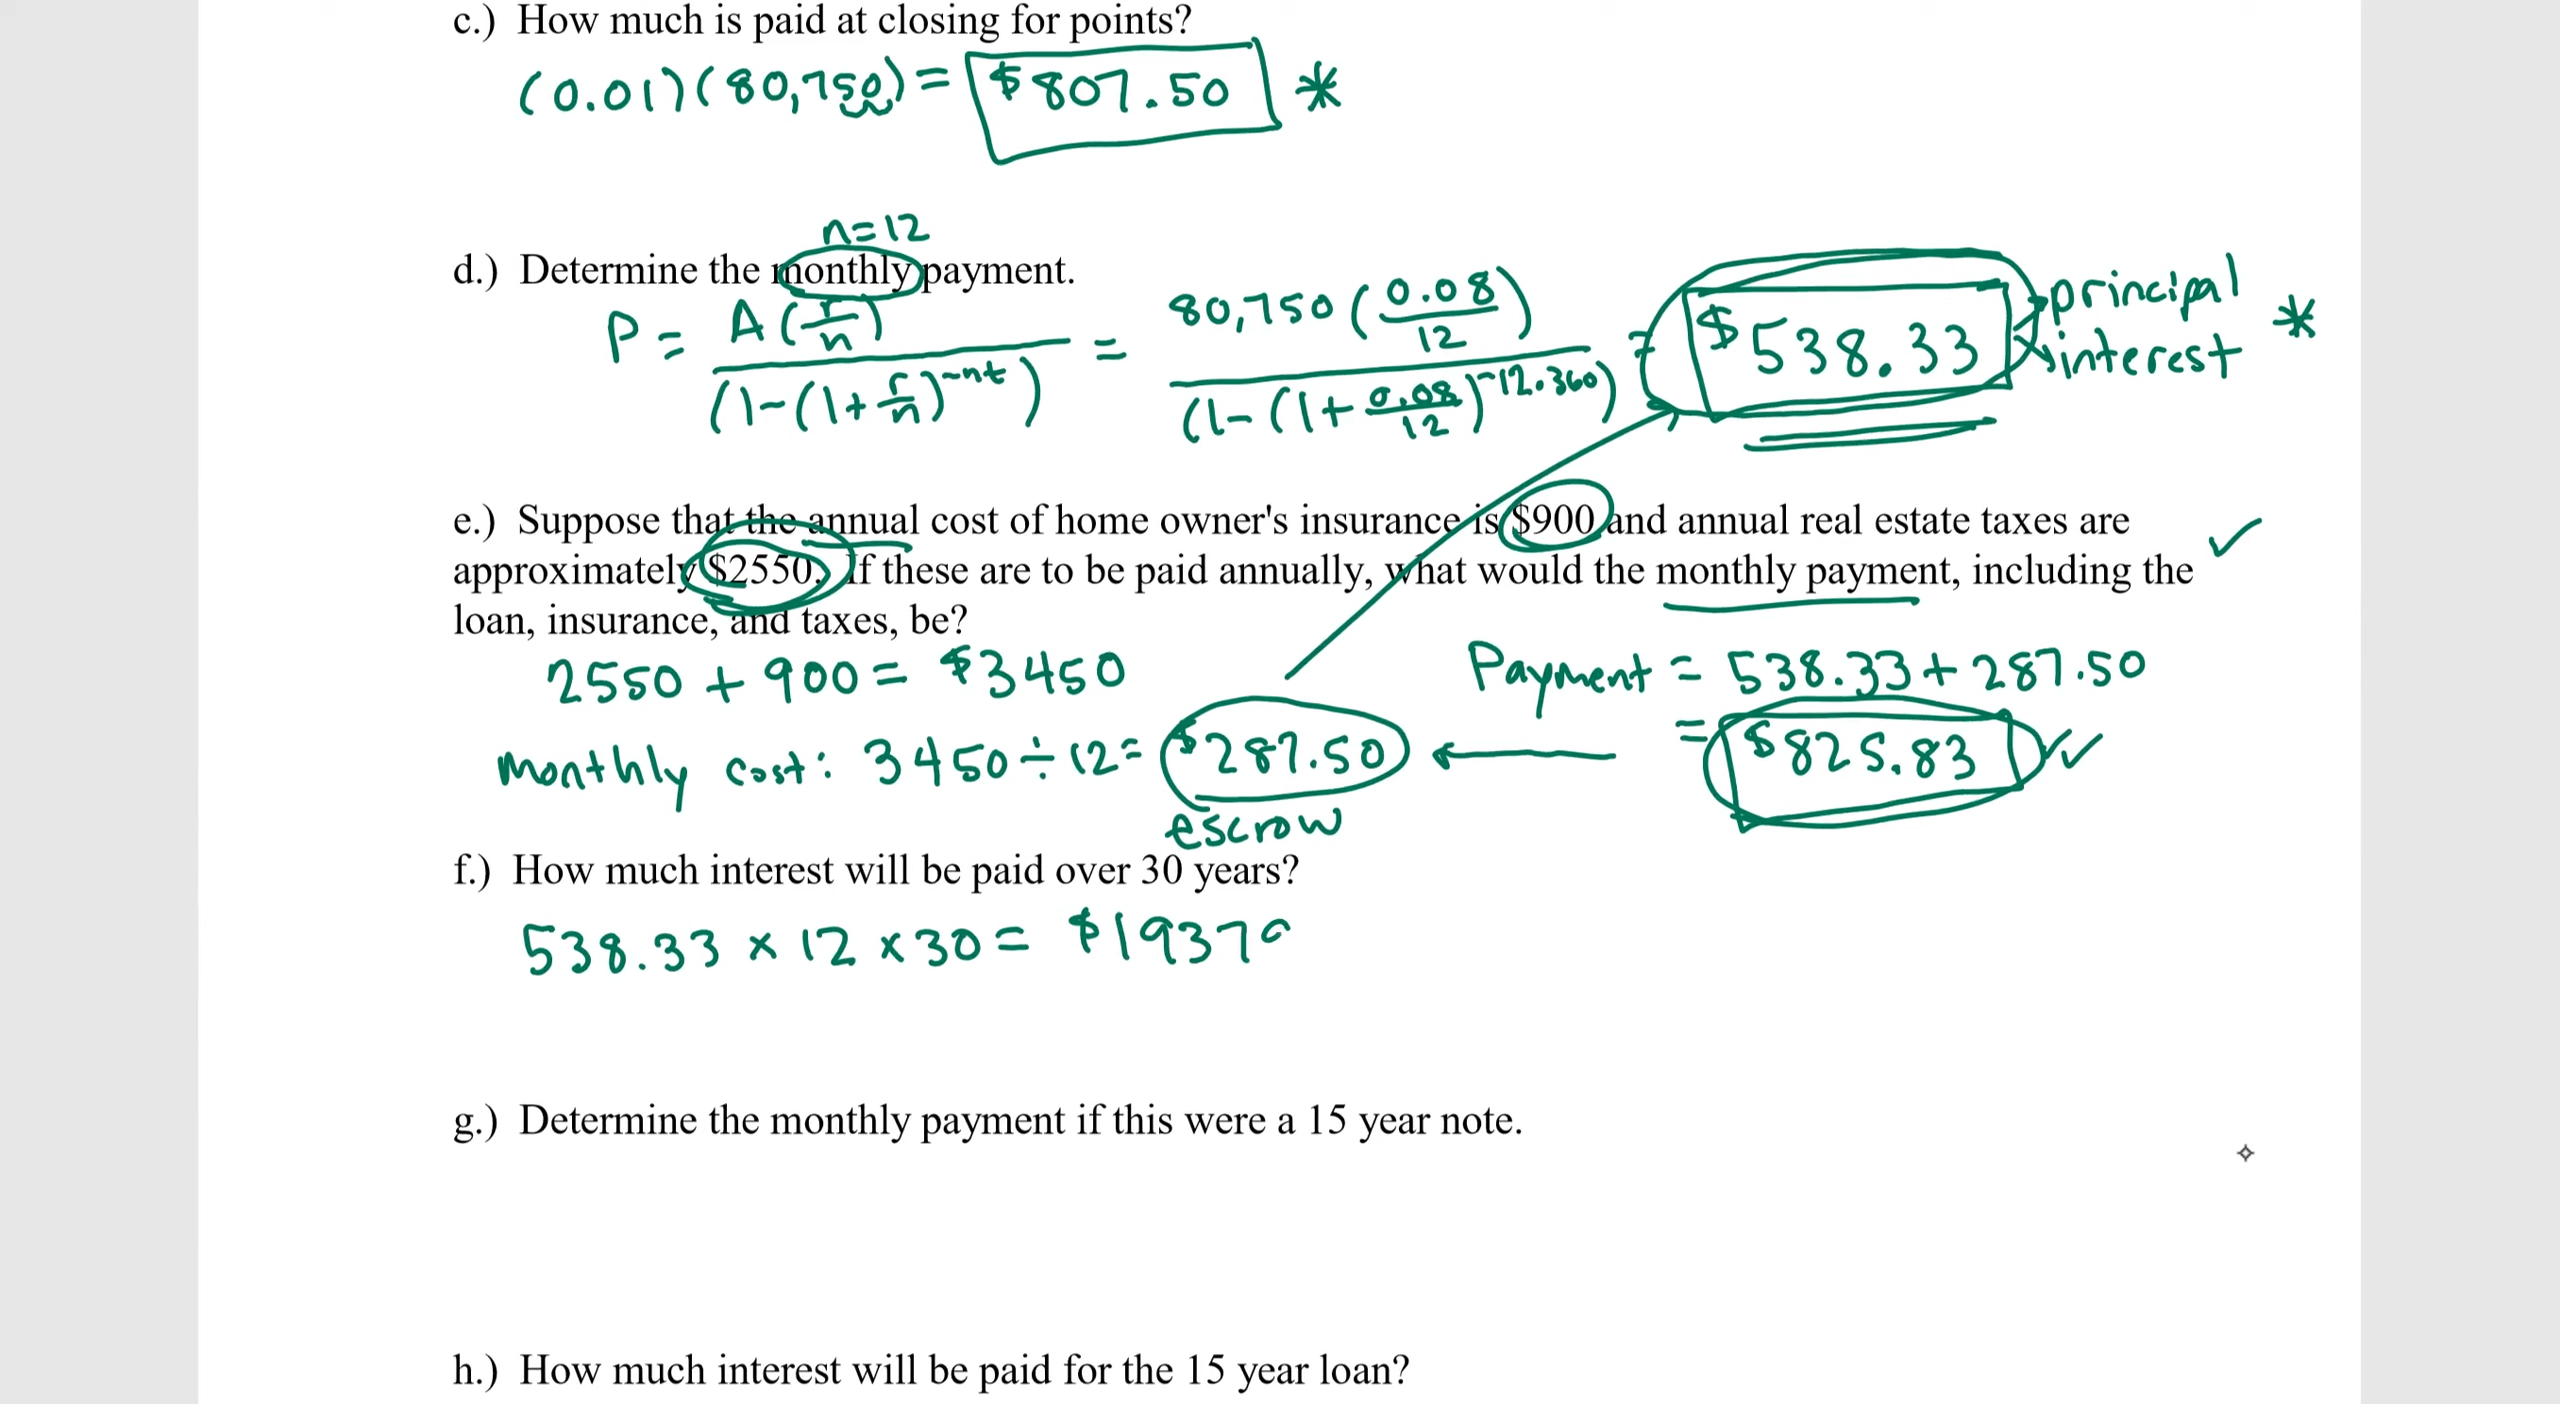 c.) How much is paid at closing for points?
(0.01)(80,750) = $807.50 *
n=12
d.) Determine the monthly payment.
P = A(r/n) / (1-(1+r/n)^-nt) = 80,750(0.08/12) / (1-(1+0.08/12)^-12.360) = $538.33 principal interest *
e.) Suppose that the annual cost of home owner's insurance is $900 and annual real estate taxes are
approximately $2550. If these are to be paid annually, what would the monthly payment, including the
loan, insurance, and taxes, be?
2550 + 900 = $3450
Payment = 538.33 + 287.50
monthly cost: 3450 ÷ 12 = $287.50
= $825.83
escrow
f.) How much interest will be paid over 30 years?
538.33 x 12 x 30 = $19379
g.) Determine the monthly payment if this were a 15 year note.
h.) How much interest will be paid for the 15 year loan?